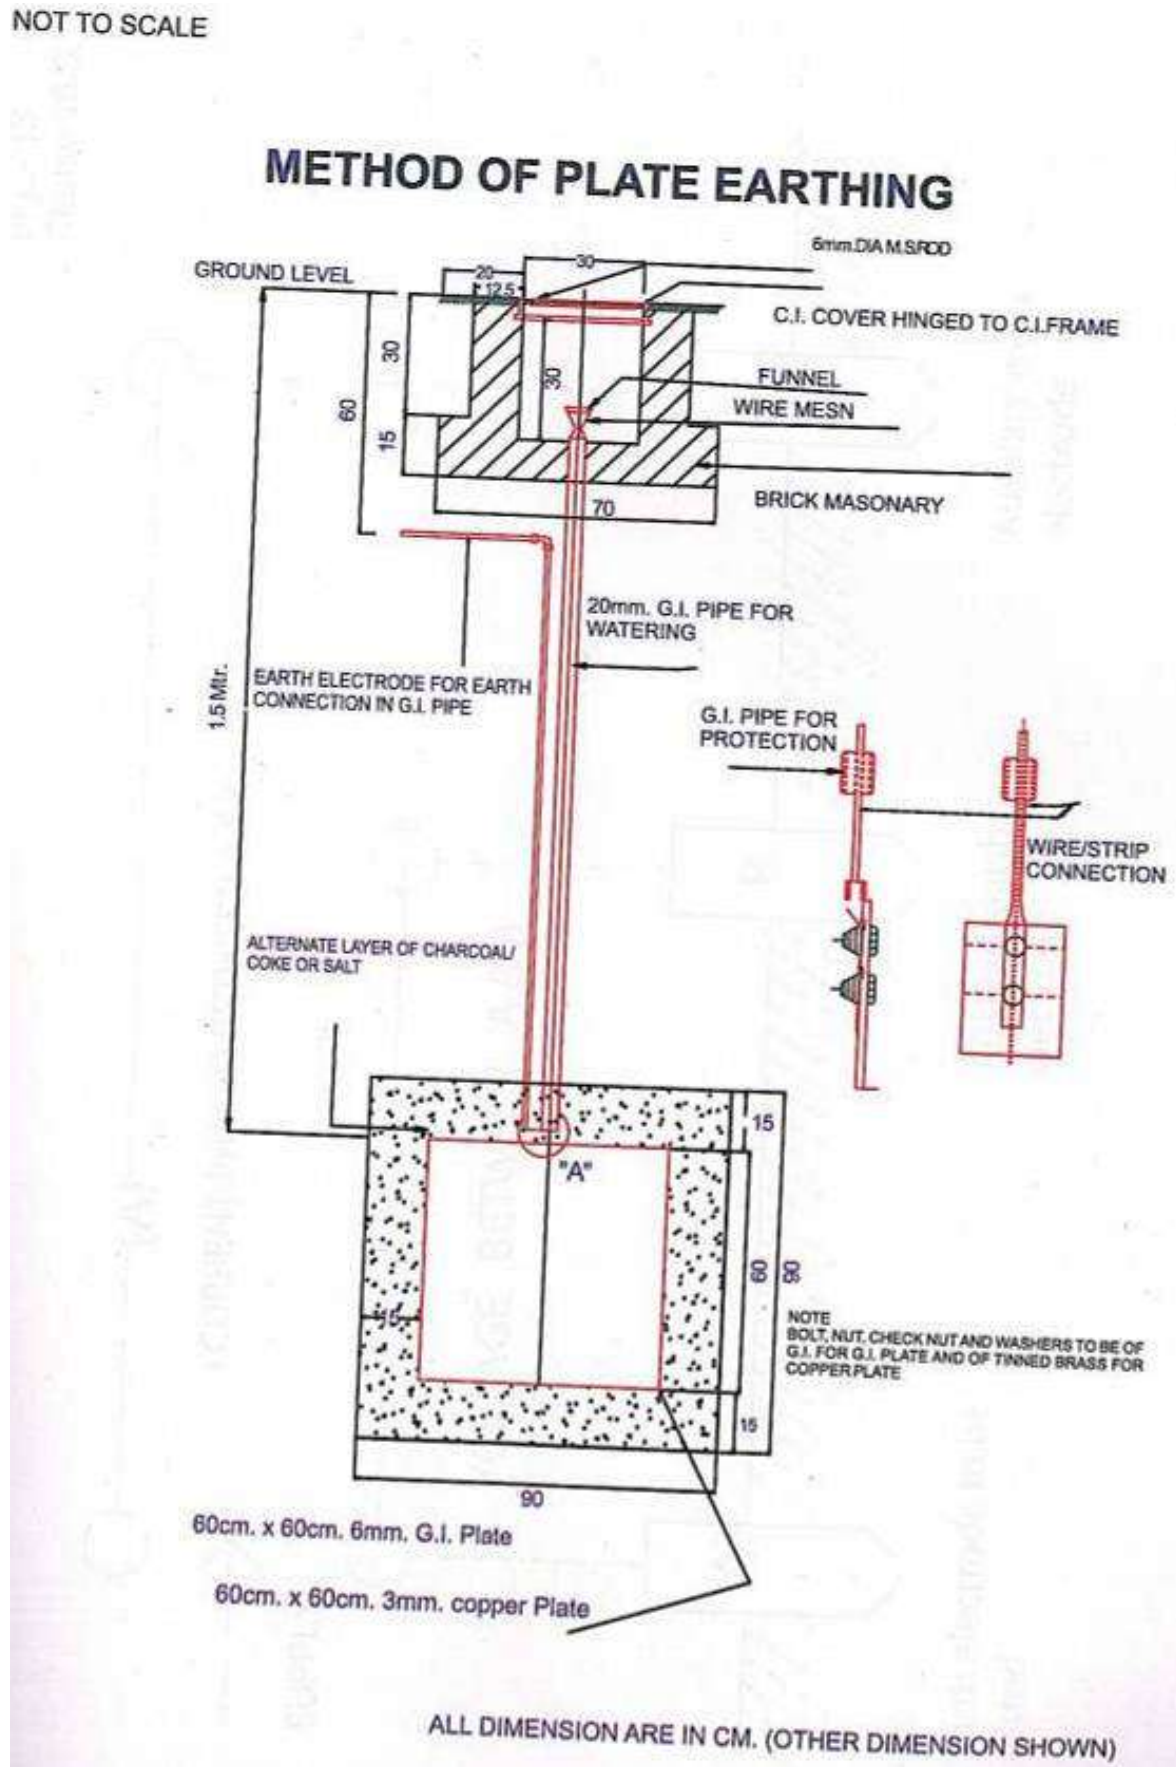 NOT TO SCALE
METHOD OF PLATE EARTHING
6mm.DIA M.S.ROD
GROUND LEVEL
20
30
12.5
C.I. COVER HINGED TO C.I.FRAME
30
60
30
FUNNEL
WIRE MESN
15
BRICK MASONARY
70
20mm. G.I. PIPE FOR
WATERING
EARTH ELECTRODE FOR EARTH
CONNECTION IN G.I. PIPE
1.5 Mtr.
G.I. PIPE FOR
PROTECTION
WIRE/STRIP
CONNECTION
ALTERNATE LAYER OF CHARCOAL/
COKE OR SALT
15
"A"
60
90
15
NOTE
BOLT, NUT, CHECK NUT AND WASHERS TO BE OF
G.I. FOR G.I. PLATE AND OF TINNED BRASS FOR
COPPER PLATE
15
90
60cm. x 60cm. 6mm. G.I. Plate
60cm. x 60cm. 3mm. copper Plate
ALL DIMENSION ARE IN CM. (OTHER DIMENSION SHOWN)